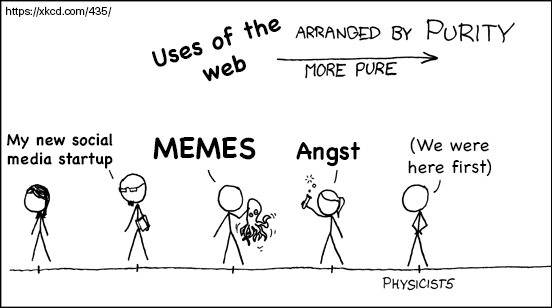 https://xkcd.com/435/
Uses of the
web
ARRANGED BY PURITY
MORE PURE
My new social
media startup
MEMES
Angst
(We were
here first)
PHYSICISTS